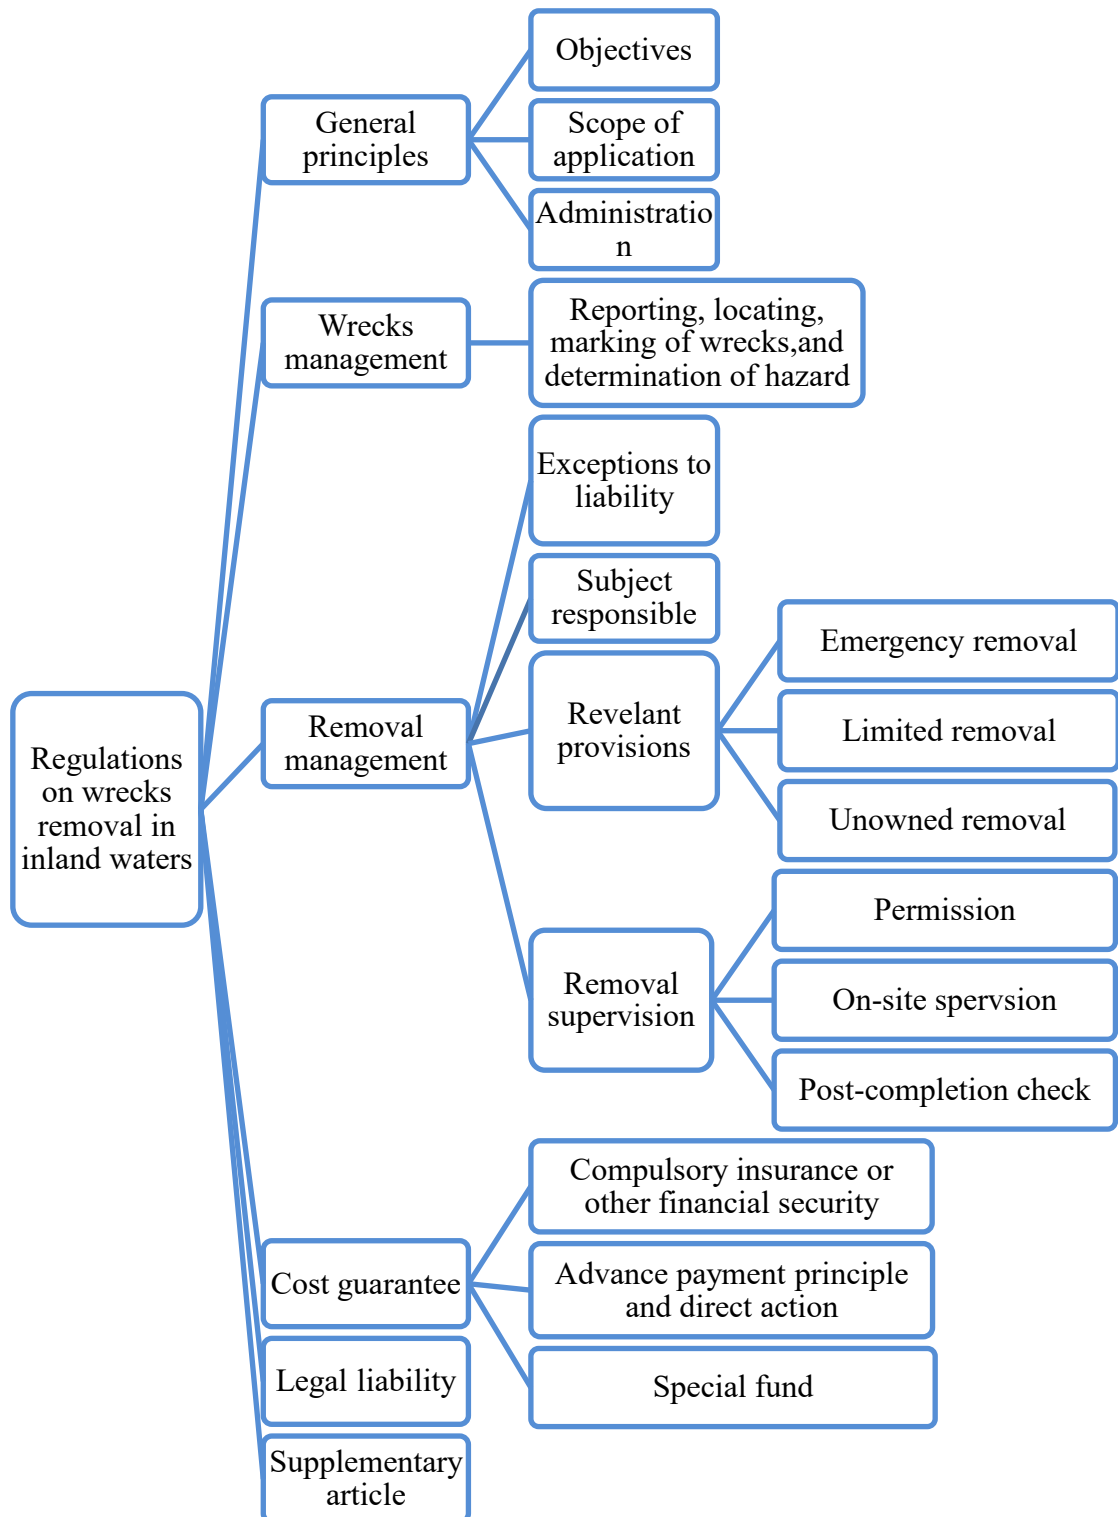 Regulations
on wrecks
removal in
inland waters
General
principles
Objectives
Scope of
application
Administratio
n
Wrecks
management
Reporting, locating,
marking of wrecks,and
determination of hazard
Removal
management
Exceptions to
liability
Subject
responsible
Revelant
provisions
Emergency removal
Limited removal
Unowned removal
Removal
supervision
Permission
On-site spervsion
Post-completion check
Cost guarantee
Compulsory insurance or
other financial security
Advance payment principle
and direct action
Special fund
Legal liability
Supplementary
article